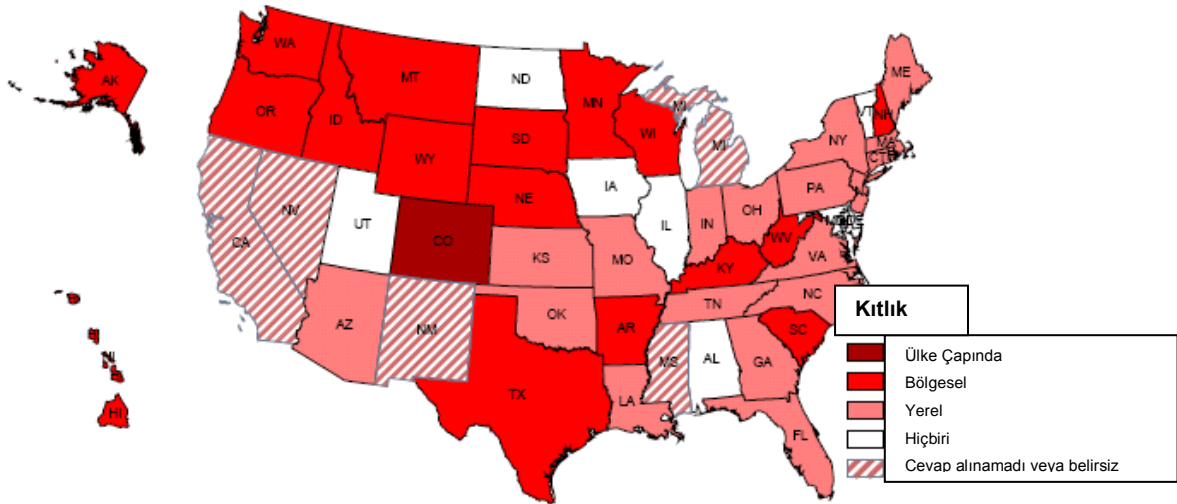 WA
AK
MT
ND
MN
ME
OR
ID
SD
WI
MI
VT
NH
NY
MA
WY
MI
CT
NE
IA
PA
NV
UT
IL
IN
OH
CA
CO
WV
KS
MO
KY
VA
NC
TN
AZ
NM
OK
AR
SC
MS
AL
GA
TX
LA
HI
FL
Kıtlık
Ülke Çapında
Bölgesel
Yerel
Hiçbiri
Cevap alınamadı veya belirsiz